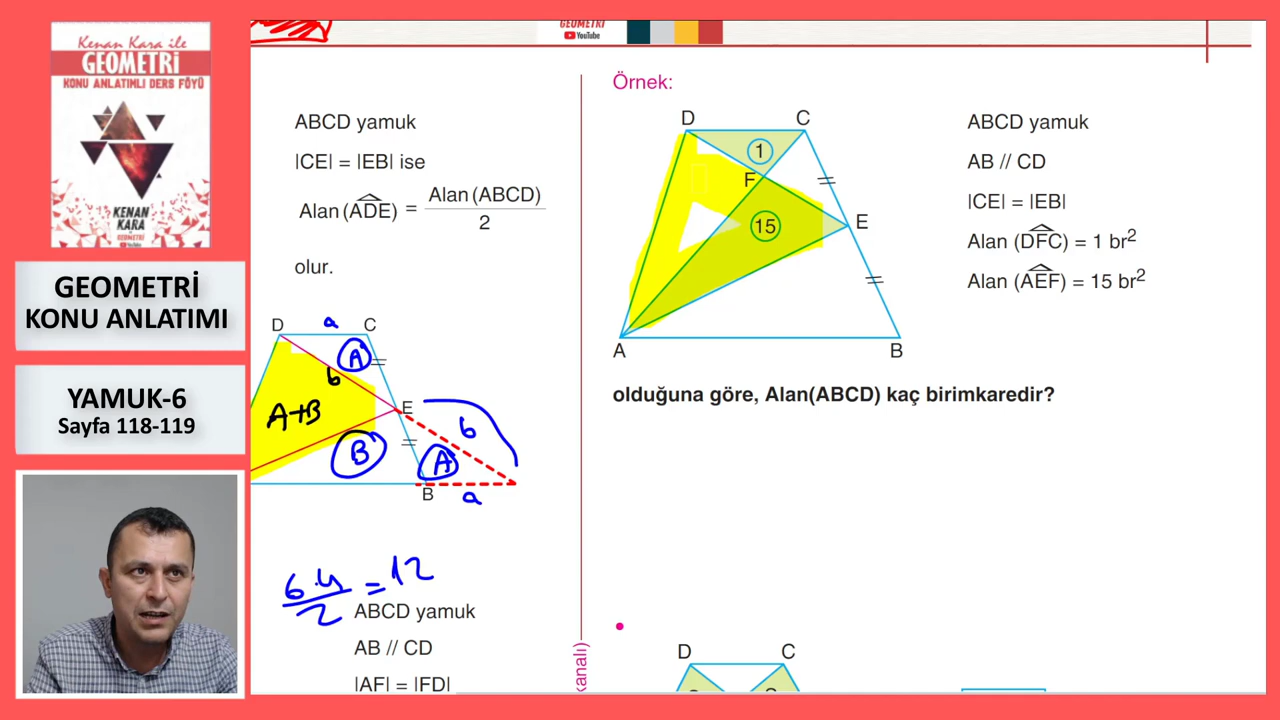 Kenan Kara ile
GEOMETRİ
KONU ANLATIMLI DERS FÖYÜ
KENAN
KARA
GEOMETRİ
GEOMETRİ
KONU ANLATIMI
YAMUK-6
Sayfa 118-119
GEOMETRİ
YouTube
ABCD yamuk
|CE| = |EB| ise
Alan (ADE) = Alan (ABCD)
2
olur.
D a C
A
6
E
A+B
B
6
A
B
a
6.4 = 12
2
ABCD yamuk
AB // CD
|AF| = |FD|
kanalı)
Örnek:
D C
1
F
15
E
A B
ABCD yamuk
AB // CD
|CE| = |EB|
Alan (DFC) = 1 br²
Alan (AEF) = 15 br²
olduğuna göre, Alan(ABCD) kaç birimkaredir?
D C